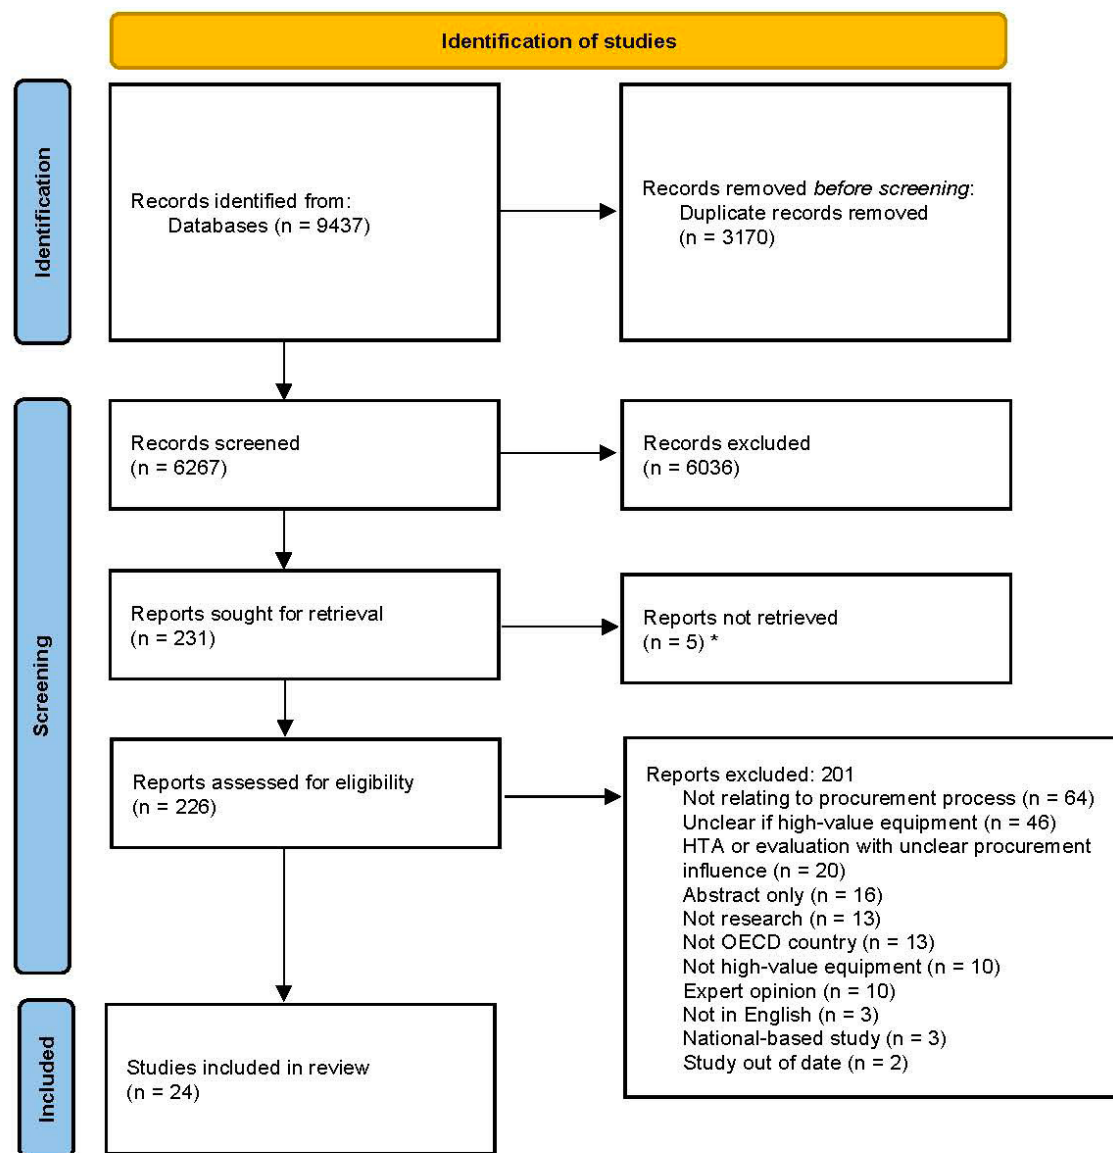 Identification of studies
Identification
Records identified from:
Databases (n = 9437)
Records removed before screening:
Duplicate records removed
(n = 3170)
Screening
Records screened
(n = 6267)
Records excluded
(n = 6036)
Reports sought for retrieval
(n = 231)
Reports not retrieved
(n = 5) *
Reports assessed for eligibility
(n = 226)
Reports excluded: 201
Not relating to procurement process (n = 64)
Unclear if high-value equipment (n = 46)
HTA or evaluation with unclear procurement
influence (n = 20)
Abstract only (n = 16)
Not research (n = 13)
Not OECD country (n = 13)
Not high-value equipment (n = 10)
Expert opinion (n = 10)
Not in English (n = 3)
National-based study (n = 3)
Study out of date (n = 2)
Included
Studies included in review
(n = 24)